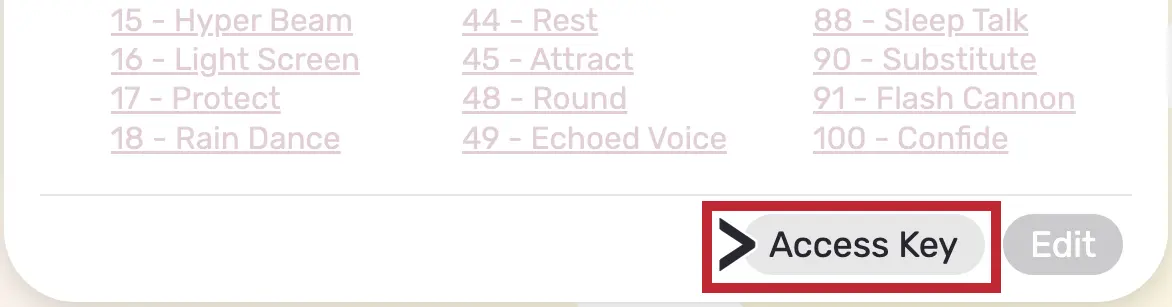 15 - Hyper Beam 44 - Rest 88 - Sleep Talk
16 - Light Screen 45 - Attract 90 - Substitute
17 - Protect 48 - Round 91 - Flash Cannon
18 - Rain Dance 49 - Echoed Voice 100 - Confide
> Access Key Edit